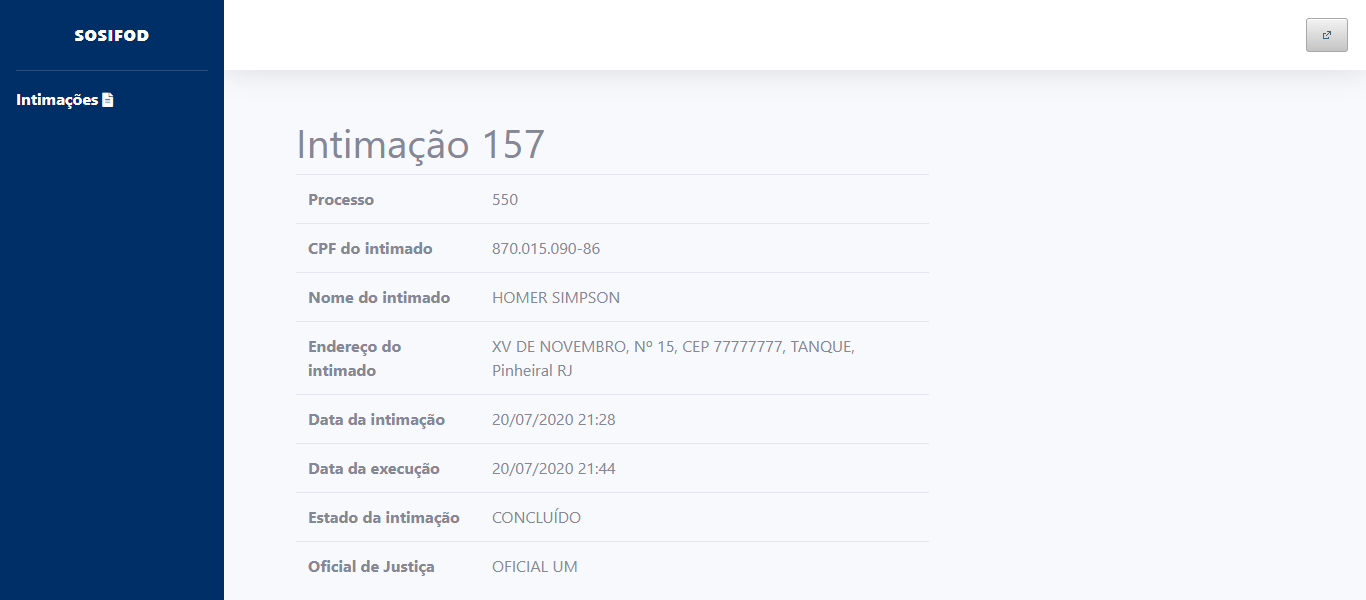 SOSIFOD
Intimações
Intimação 157
Processo 550
CPF do intimado 870.015.090-86
Nome do intimado HOMER SIMPSON
Endereço do intimado XV DE NOVEMBRO, Nº 15, CEP 77777777, TANQUE,
Pinheiral RJ
Data da intimação 20/07/2020 21:28
Data da execução 20/07/2020 21:44
Estado da intimação CONCLUÍDO
Oficial de Justiça OFICIAL UM